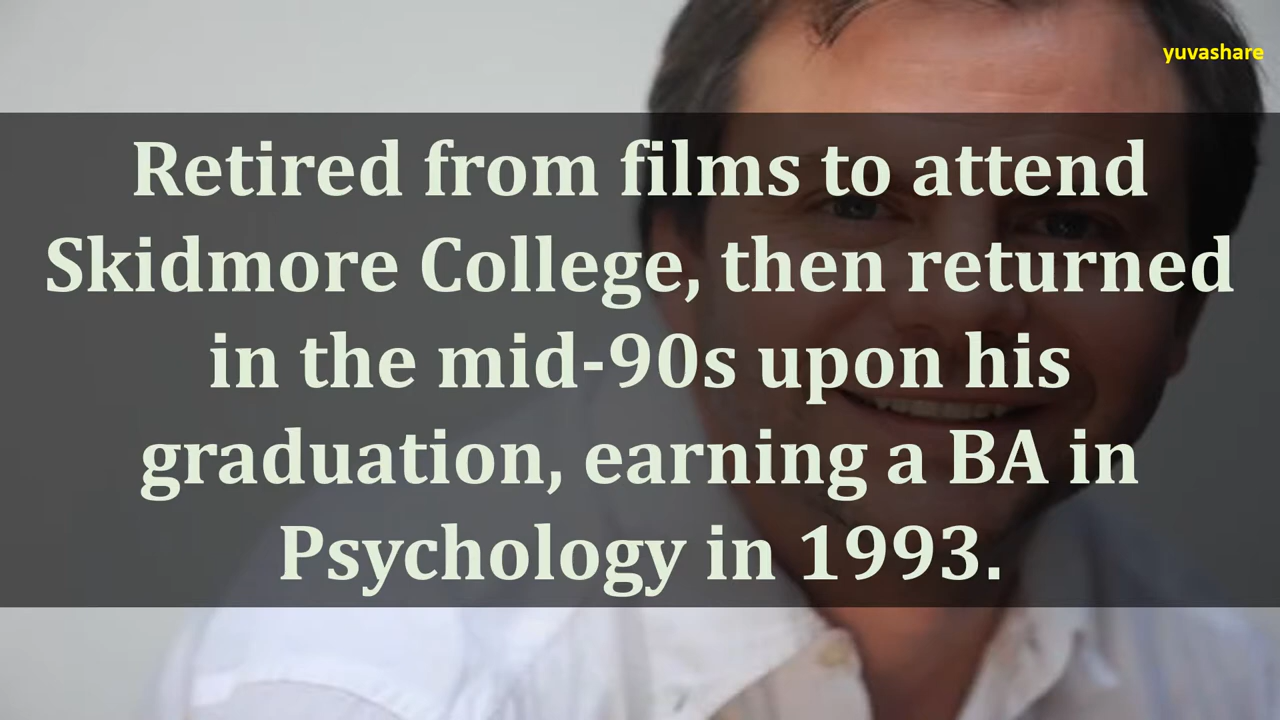 yuvashare
Retired from films to attend
Skidmore College, then returned
in the mid-90s upon his
graduation, earning a BA in
Psychology in 1993.